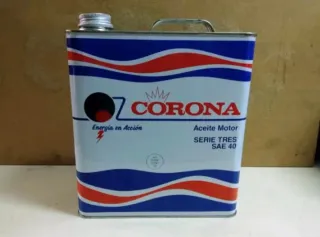 CORONA
Energía en Acción
Aceite Motor
SERIE TRES
SAE 40